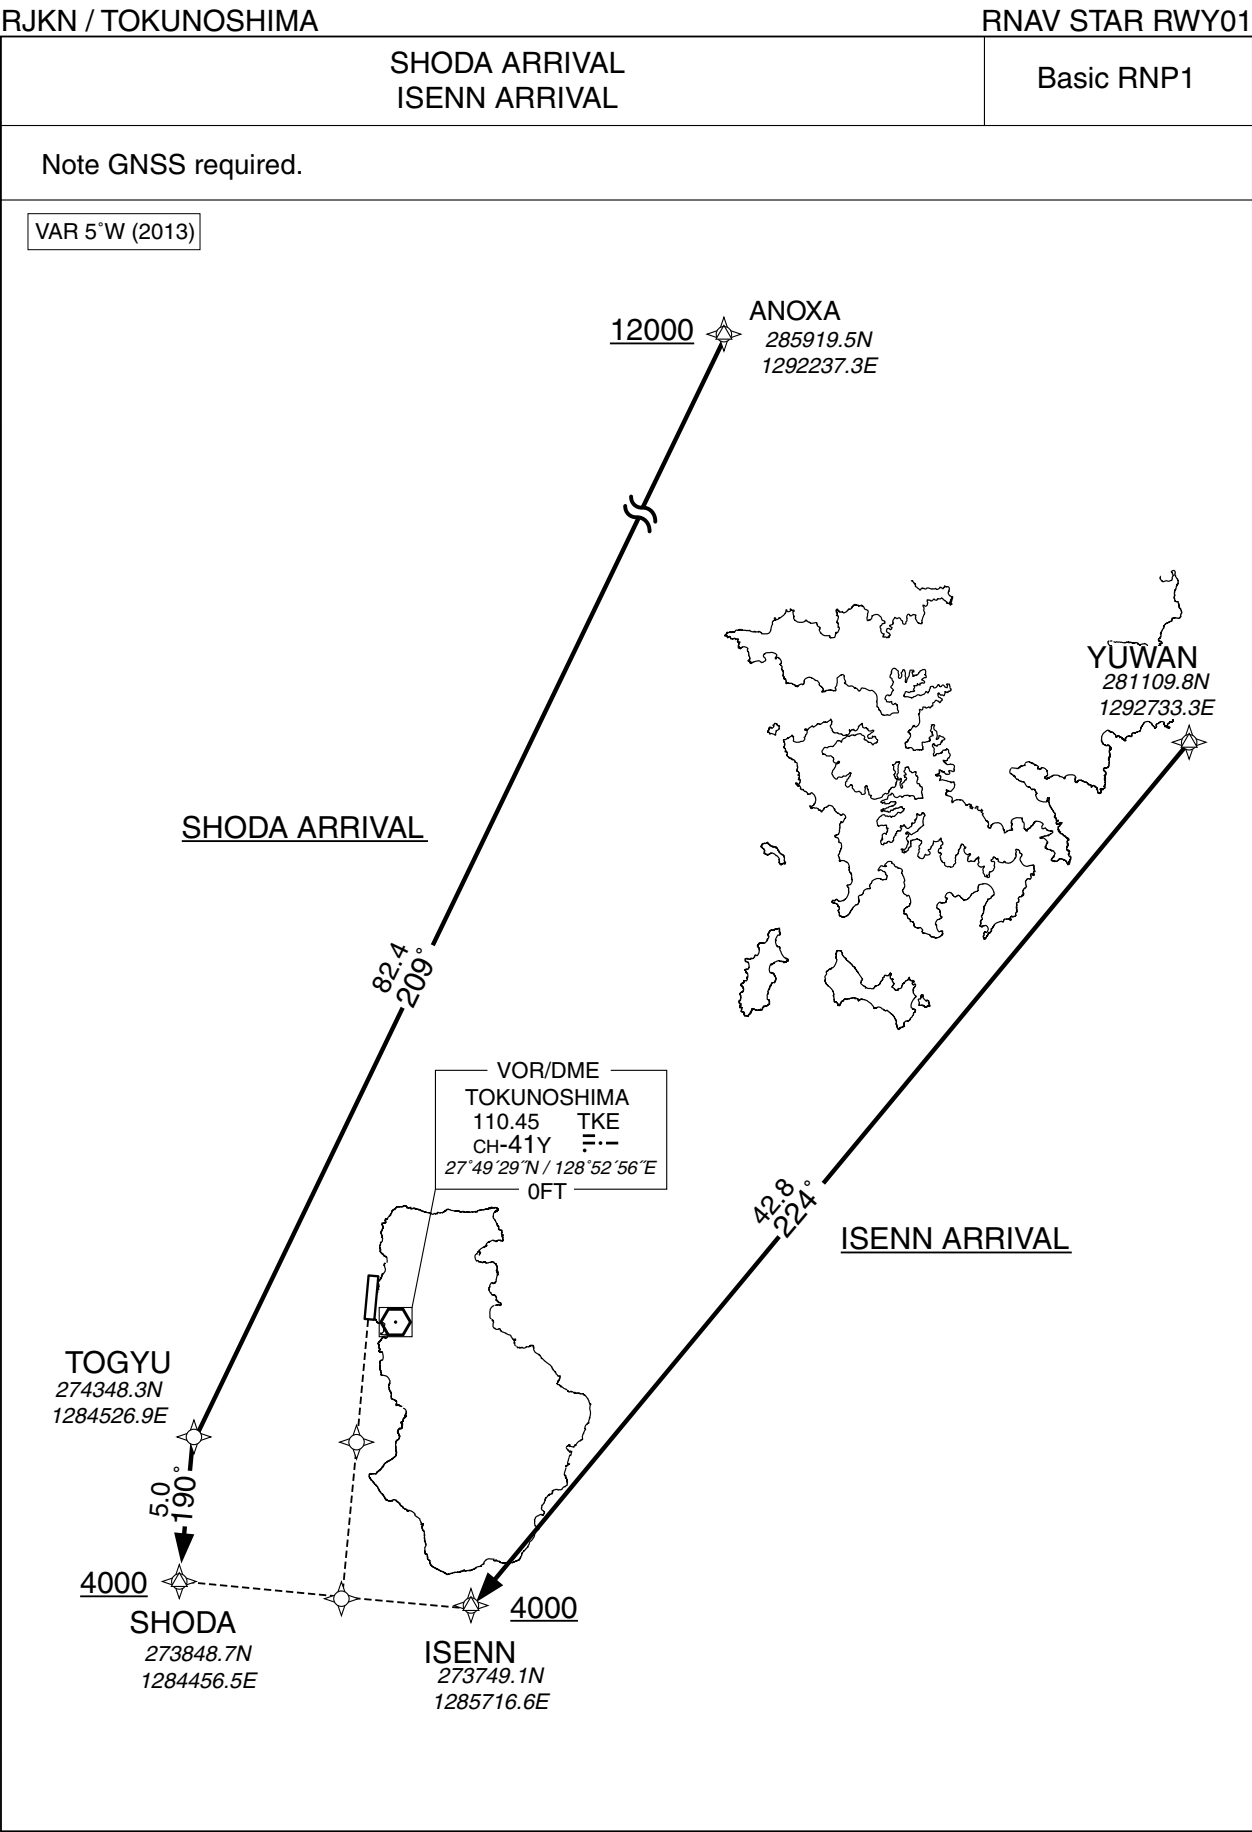 RJKN / TOKUNOSHIMA
RNAV STAR RWY01
SHODA ARRIVAL
ISENN ARRIVAL
Basic RNP1
Note GNSS required.
VAR 5°W (2013)
12000
ANOXA
285919.5N
1292237.3E
YUWAN
281109.8N
1292733.3E
SHODA ARRIVAL
82.4
209°
VOR/DME
TOKUNOSHIMA
110.45 TKE
CH-41Y
27°49´29˝N / 128°52´56˝E
0FT
42.8
224°
ISENN ARRIVAL
TOGYU
274348.3N
1284526.9E
5.0
190°
4000
SHODA
273848.7N
1284456.5E
4000
ISENN
273749.1N
1285716.6E